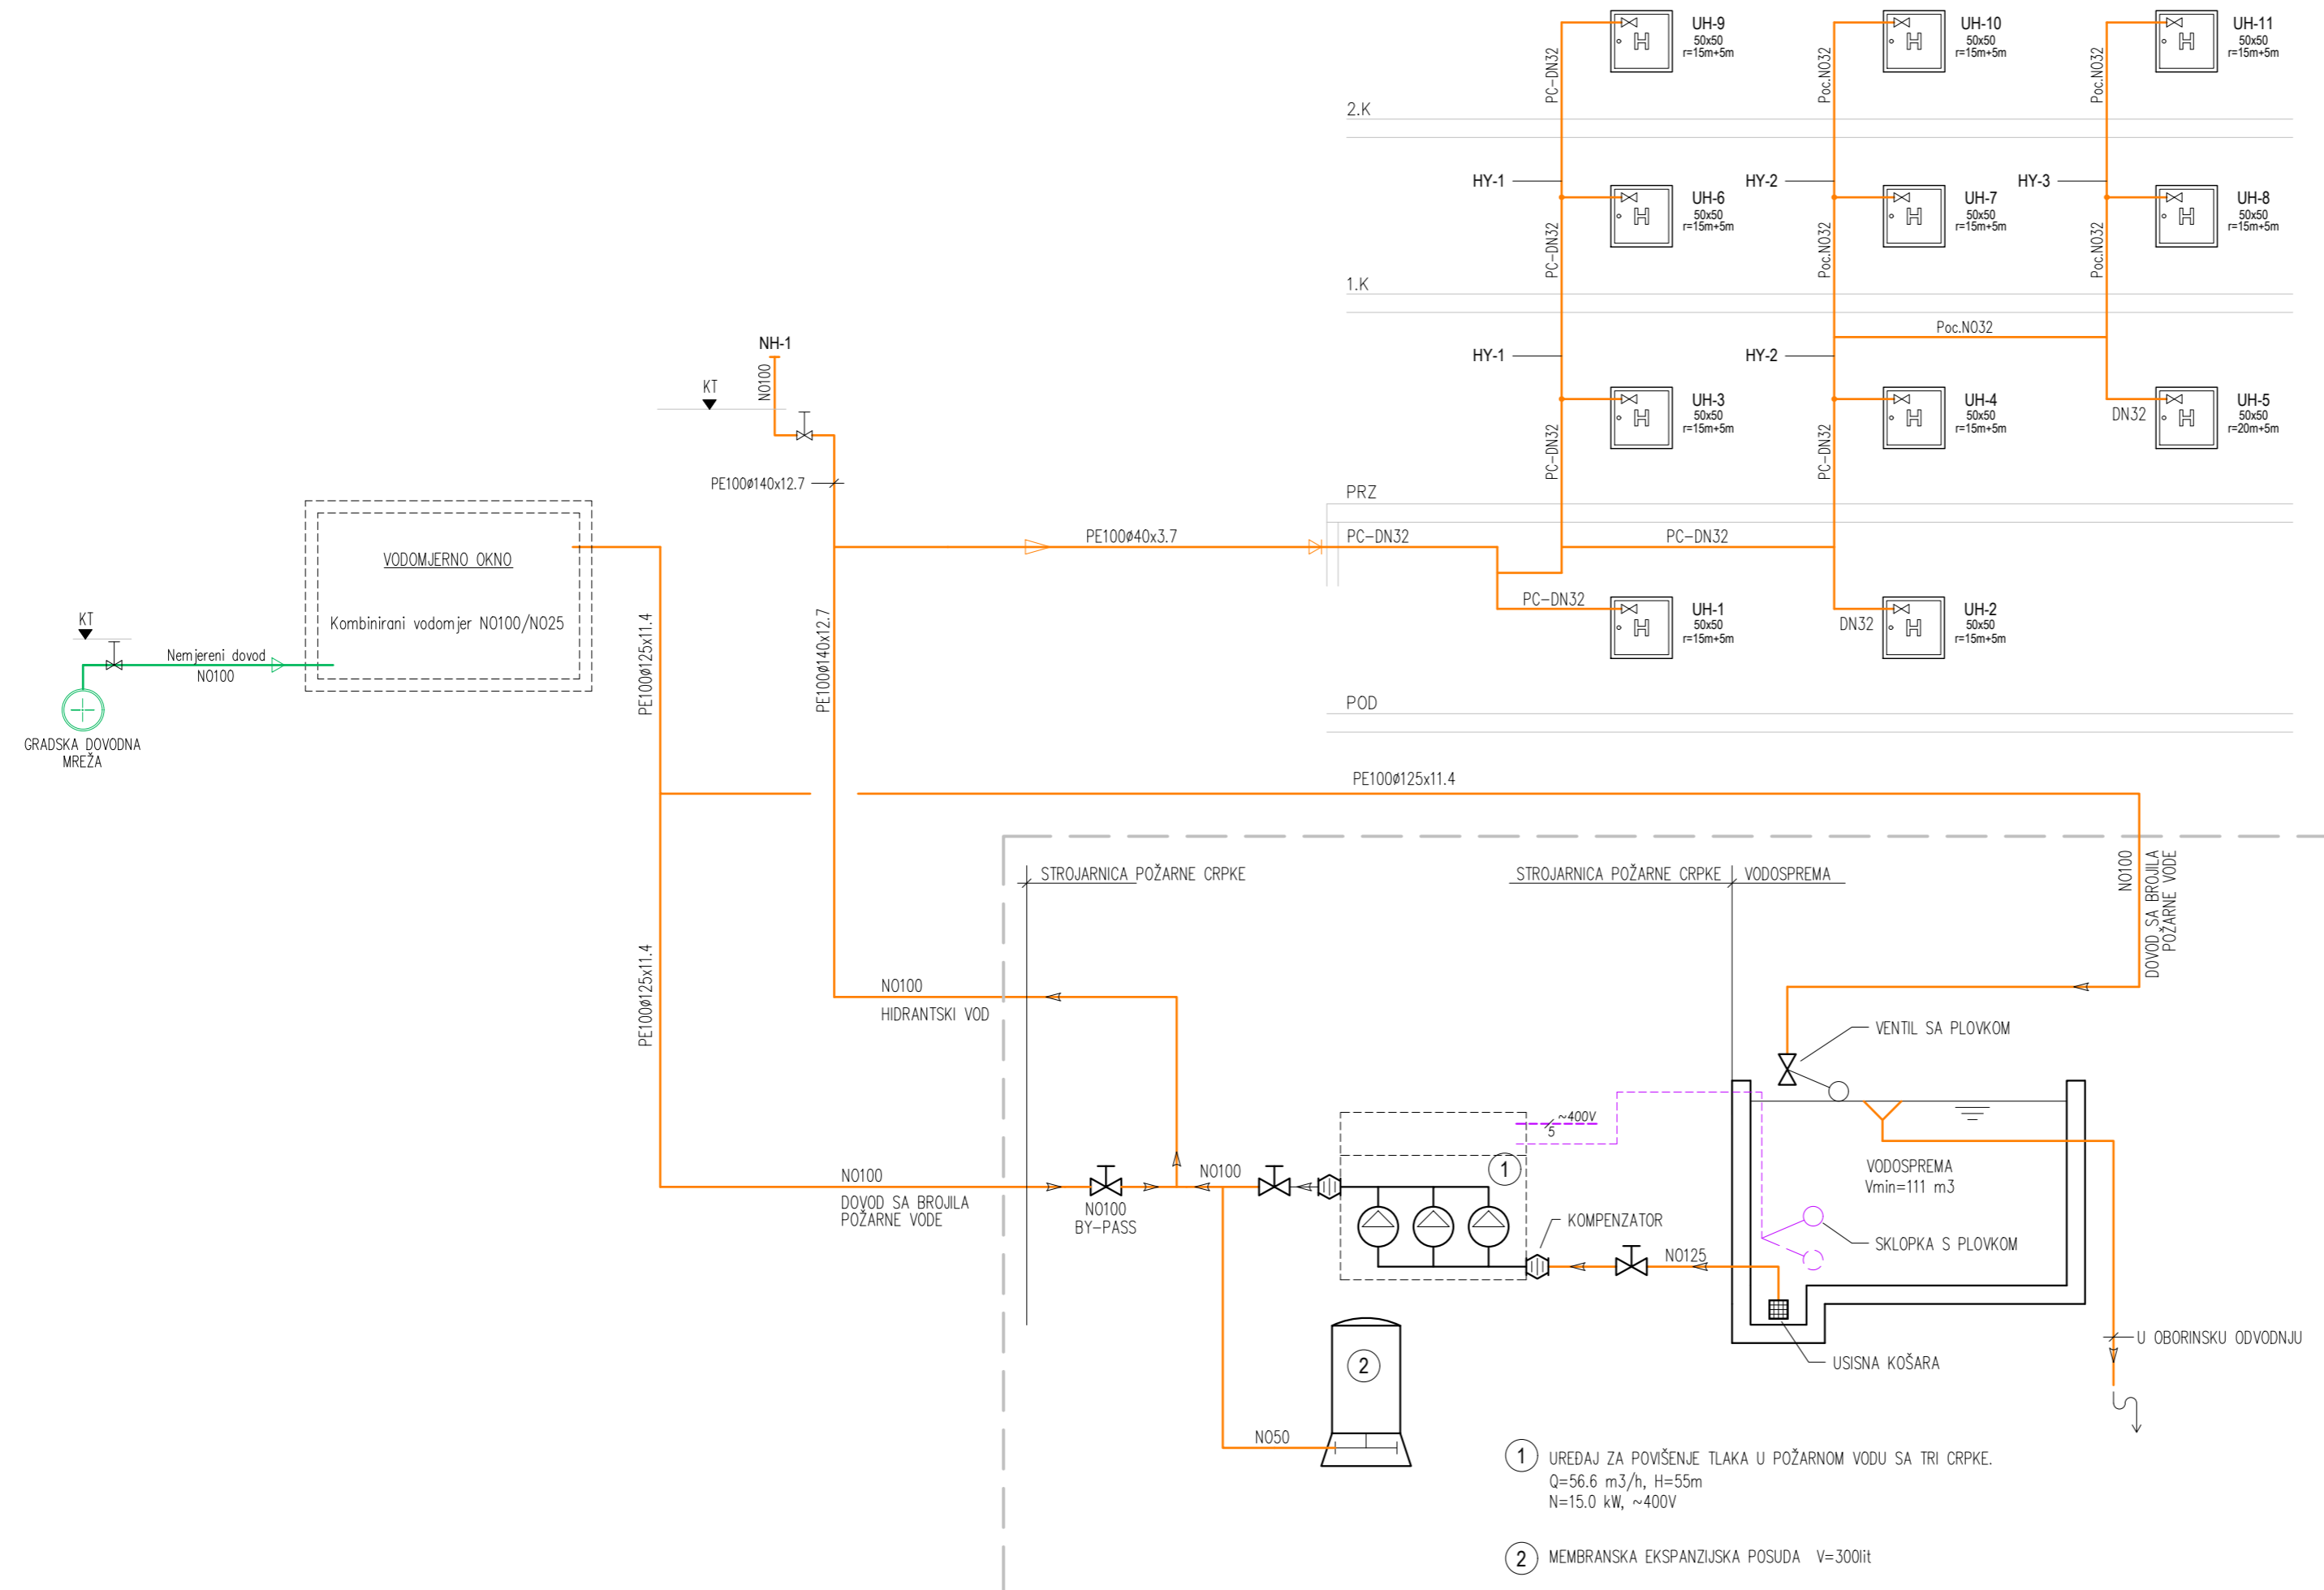 UH-9
50x50
r=15m+5m
UH-10
50x50
r=15m+5m
UH-11
50x50
r=15m+5m
PC-DN32
Poc.NO32
Poc.NO32
2.K
HY-1
HY-2
HY-3
UH-6
50x50
r=15m+5m
UH-7
50x50
r=15m+5m
UH-8
50x50
r=15m+5m
PC-DN32
Poc.NO32
Poc.NO32
1.K
Poc.NO32
HY-1
HY-2
NH-1
NO100
KT
UH-3
50x50
r=15m+5m
UH-4
50x50
r=15m+5m
DN32
UH-5
50x50
r=20m+5m
PC-DN32
PC-DN32
PE100ø140x12.7
PRZ
PE100ø40x3.7
PC-DN32
PC-DN32
VODOMJERNO OKNO
Kombinirani vodomjer NO100/NO25
KT
Nemjereni dovod
NO100
GRADSKA DOVODNA
MREŽA
PE100ø125x11.4
PE100ø140x12.7
PC-DN32
UH-1
50x50
r=15m+5m
DN32
UH-2
50x50
r=15m+5m
POD
PE100ø125x11.4
STROJARNICA POŽARNE CRPKE
STROJARNICA POŽARNE CRPKE
VODOSPREMA
NO100
DOVOD SA BROJILA
POŽARNE VODE
PE100ø125x11.4
NO100
HIDRANTSKI VOD
VENTIL SA PLOVKOM
~400V
5
1
NO100
DOVOD SA BROJILA
POŽARNE VODE
NO100
BY-PASS
NO100
VODOSPREMA
Vmin=111 m3
KOMPENZATOR
NO125
SKLOPKA S PLOVKOM
USISNA KOŠARA
U OBORINSKU ODVODNJU
2
NO50
1 UREĐAJ ZA POVIŠENJE TLAKA U POŽARNOM VODU SA TRI CRPKE.
Q=56.6 m3/h, H=55m
N=15.0 kW, ~400V
2 MEMBRANSKA EKSPANZIJSKA POSUDA V=300lit
H
H
H
H
H
H
H
H
H
H
H